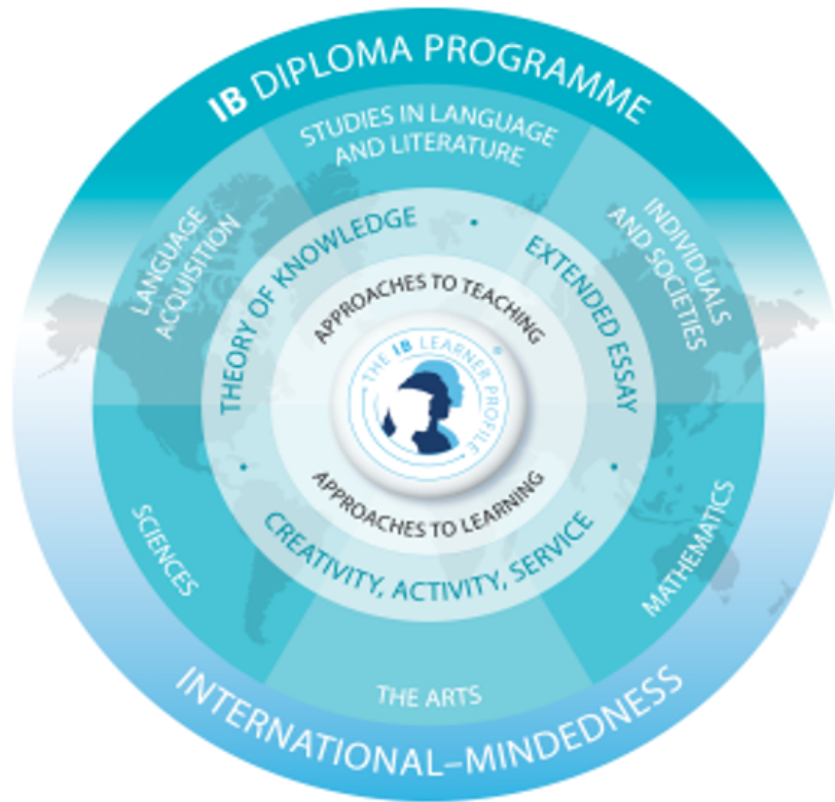 IB DIPLOMA PROGRAMME
STUDIES IN LANGUAGE
AND LITERATURE
LANGUAGE
ACQUISITION
INDIVIDUALS
AND SOCIETIES
THEORY OF KNOWLEDGE
EXTENDED ESSAY
APPROACHES TO TEACHING
THE IB LEARNER PROFILE
®
APPROACHES TO LEARNING
CREATIVITY, ACTIVITY, SERVICE
SCIENCES
MATHEMATICS
THE ARTS
INTERNATIONAL–MINDEDNESS